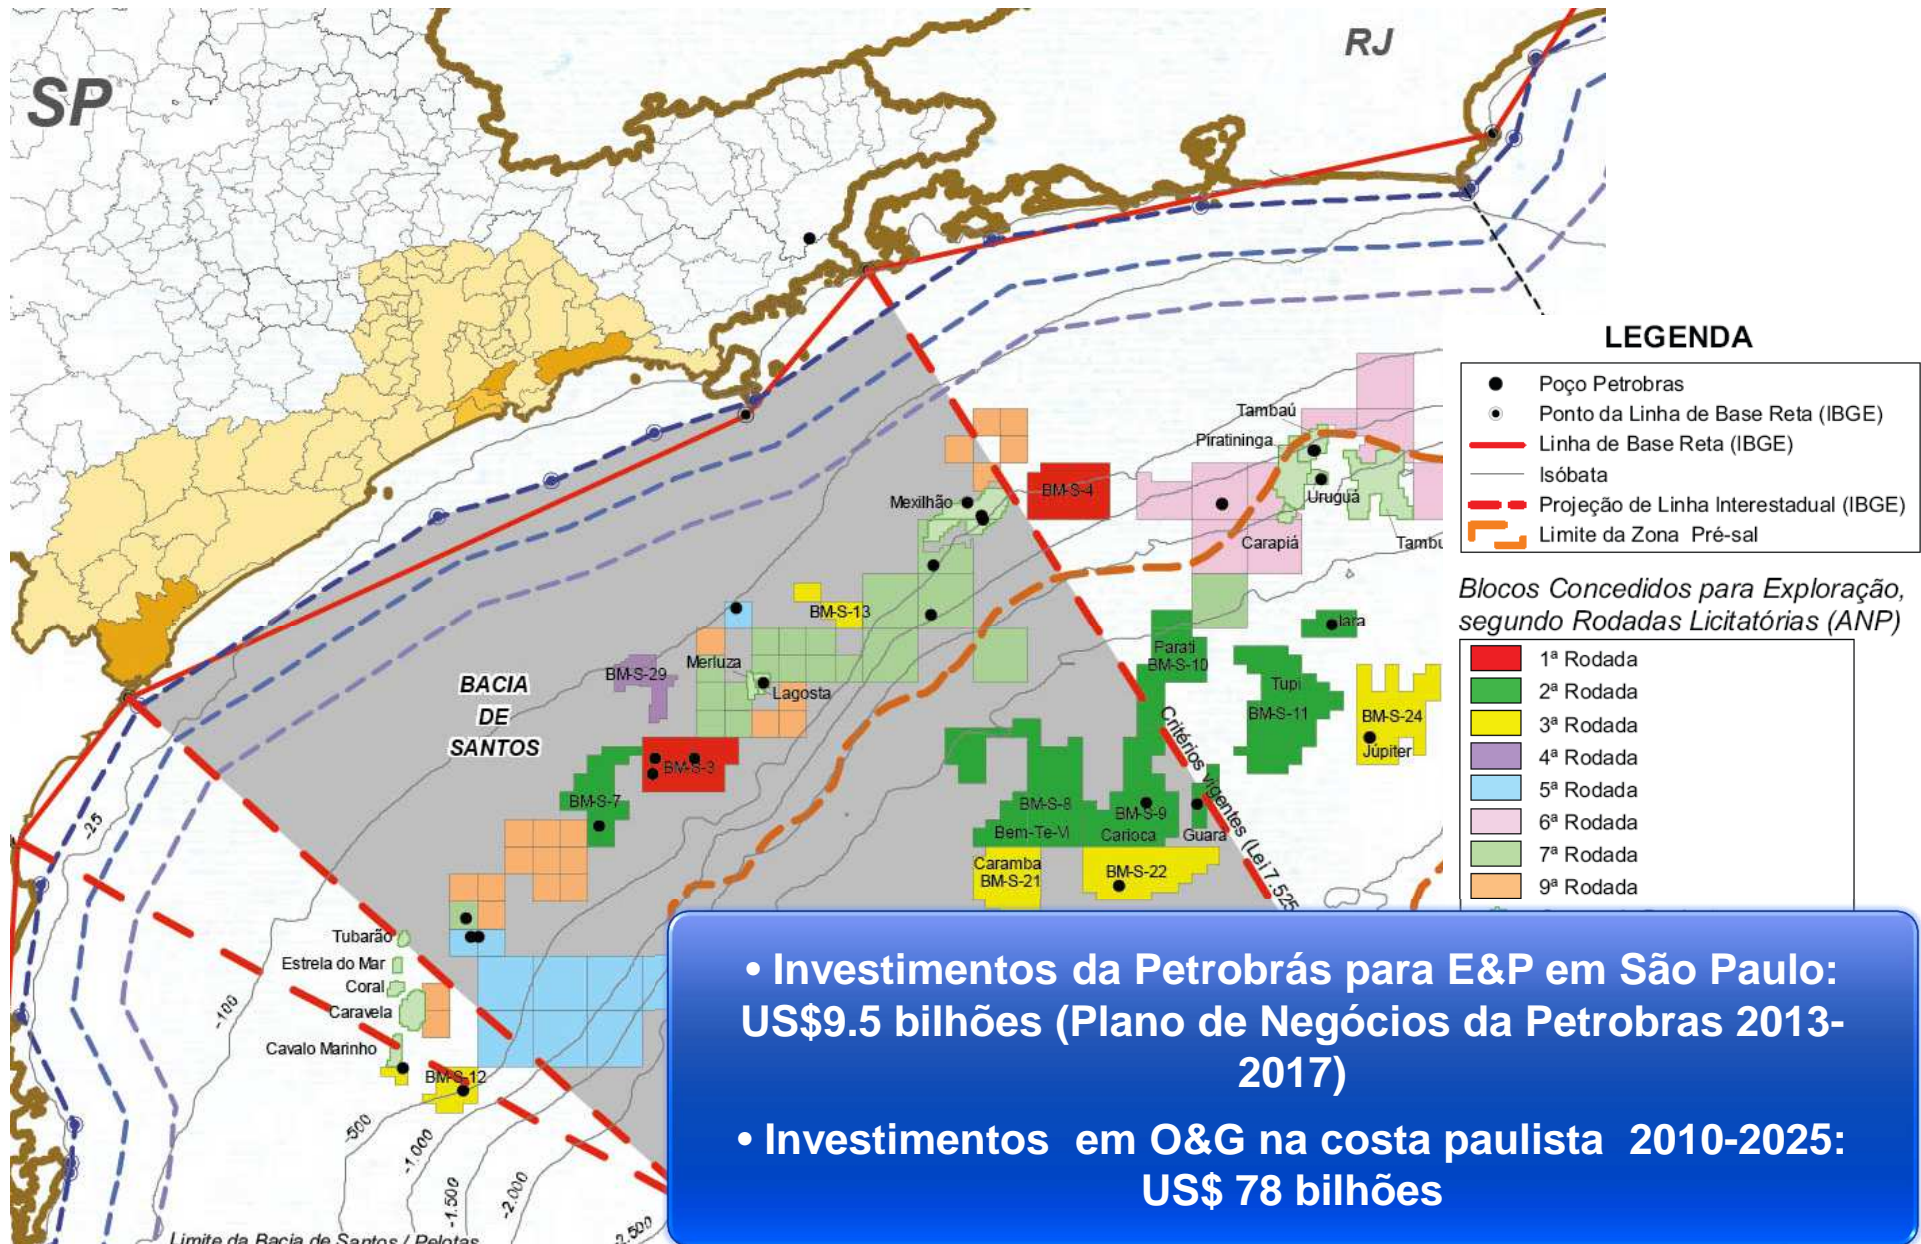 SP
RJ
LEGENDA
Poço Petrobras
Ponto da Linha de Base Reta (IBGE)
Linha de Base Reta (IBGE)
Isóbata
Projeção de Linha Interestadual (IBGE)
Limite da Zona Pré-sal
Blocos Concedidos para Exploração,
segundo Rodadas Licitatórias (ANP)
1ª Rodada
2ª Rodada
3ª Rodada
4ª Rodada
5ª Rodada
6ª Rodada
7ª Rodada
9ª Rodada
Tambaú
Piratininga
Uruguá
Carapiá
Tambu
Mexilhão
BM-S-4
BM-S-13
Iara
Parati
BM-S-10
Tupi
BM-S-11
BM-S-24
Júpiter
BM-S-29
Merluza
Lagosta
BACIA
DE
SANTOS
BM-S-3
BM-S-7
BM-S-8
Bem-Te-Vi
BM-S-9
Carioca
Guará
Critérios vigentes (Lei 7.525
Caramba
BM-S-21
BM-S-22
Tubarão
Estrela do Mar
Coral
Caravela
Cavalo Marinho
BM-S-12
-25
-100
-500
-1.000
-1.500
-2.000
-2.500
Limite da Bacia de Santos / Pelotas
• Investimentos da Petrobrás para E&P em São Paulo:
US$9.5 bilhões (Plano de Negócios da Petrobras 2013-
2017)
• Investimentos em O&G na costa paulista 2010-2025:
US$ 78 bilhões